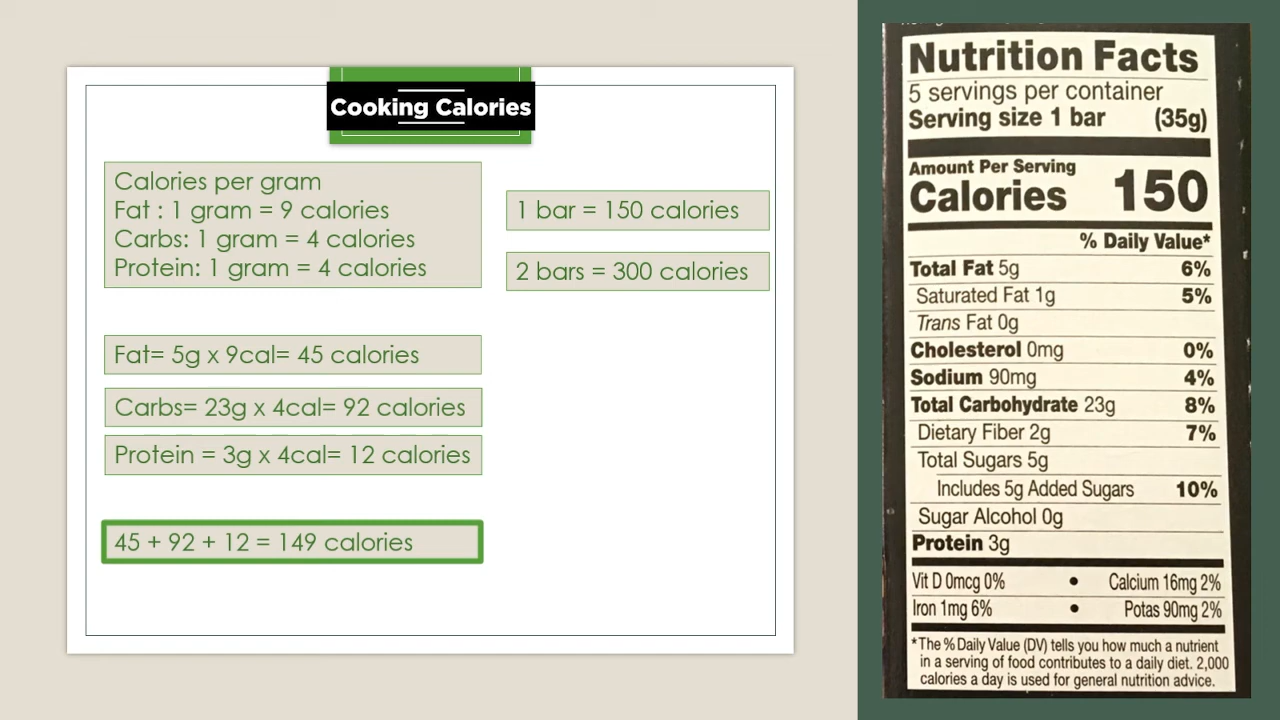 Cooking Calories
Calories per gram
Fat : 1 gram = 9 calories
Carbs: 1 gram = 4 calories
Protein: 1 gram = 4 calories
1 bar = 150 calories
2 bars = 300 calories
Fat= 5g x 9cal= 45 calories
Carbs= 23g x 4cal= 92 calories
Protein = 3g x 4cal= 12 calories
45 + 92 + 12 = 149 calories
Nutrition Facts
5 servings per container
Serving size 1 bar (35g)
Amount Per Serving
Calories 150
% Daily Value*
Total Fat 5g 6%
Saturated Fat 1g 5%
Trans Fat 0g
Cholesterol 0mg 0%
Sodium 90mg 4%
Total Carbohydrate 23g 8%
Dietary Fiber 2g 7%
Total Sugars 5g
Includes 5g Added Sugars 10%
Sugar Alcohol 0g
Protein 3g
Vit D 0mcg 0% • Calcium 16mg 2%
Iron 1mg 6% • Potas 90mg 2%
*The % Daily Value (DV) tells you how much a nutrient
in a serving of food contributes to a daily diet. 2,000
calories a day is used for general nutrition advice.